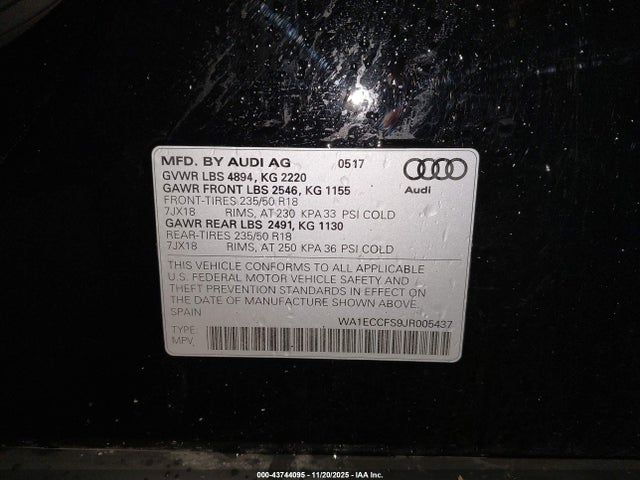 MFD. BY AUDI AG 0517
GVWR LBS 4894, KG 2220
GAWR FRONT LBS 2546, KG 1155
FRONT-TIRES 235/50 R18
7JX18 RIMS, AT 230 KPA 33 PSI COLD
GAWR REAR LBS 2491, KG 1130
REAR-TIRES 235/50 R18
7JX18 RIMS, AT 250 KPA 36 PSI COLD
Audi
THIS VEHICLE CONFORMS TO ALL APPLICABLE
U.S. FEDERAL MOTOR VEHICLE SAFETY AND
THEFT PREVENTION STANDARDS IN EFFECT ON
THE DATE OF MANUFACTURE SHOWN ABOVE.
SPAIN
WA1ECCFS9JR005437
TYPE:
MPV
000-43744095 - 11/20/2025 - IAA Inc.